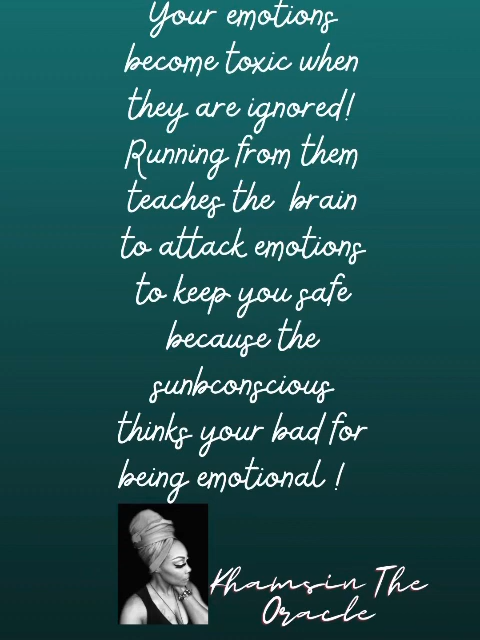 Your emotions
become toxic when
they are ignored!
Running from them
teaches the brain
to attack emotions
to keep you safe
because the
sunbconscious
thinks your bad for
being emotional !
Khamsin The
Oracle